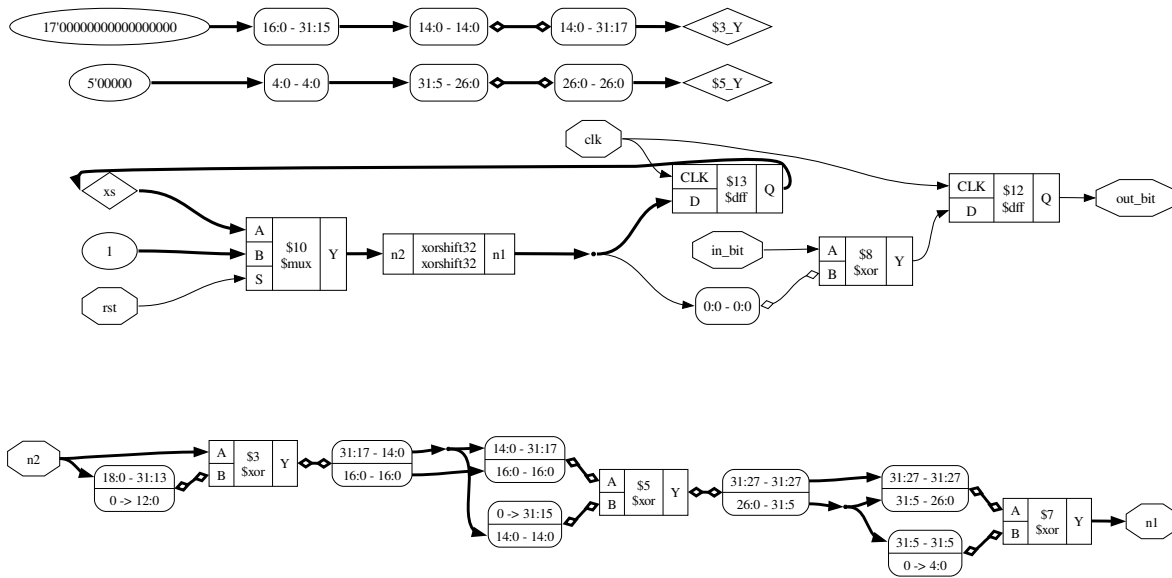 17'00000000000000000
16:0 - 31:15
14:0 - 14:0
14:0 - 31:17
$3_Y
5'00000
4:0 - 4:0
31:5 - 26:0
26:0 - 26:0
$5_Y
clk
xs
1
rst
A
B
S
$10
$mux
Y
n2
xorshift32
xorshift32
n1
CLK
D
$13
$dff
Q
in_bit
0:0 - 0:0
A
B
$8
$xor
Y
CLK
D
$12
$dff
Q
out_bit
n2
18:0 - 31:13
0 -> 12:0
A
B
$3
$xor
Y
31:17 - 14:0
16:0 - 16:0
14:0 - 31:17
16:0 - 16:0
0 -> 31:15
14:0 - 14:0
A
B
$5
$xor
Y
31:27 - 31:27
26:0 - 31:5
31:27 - 31:27
31:5 - 26:0
31:5 - 31:5
0 -> 4:0
A
B
$7
$xor
Y
n1